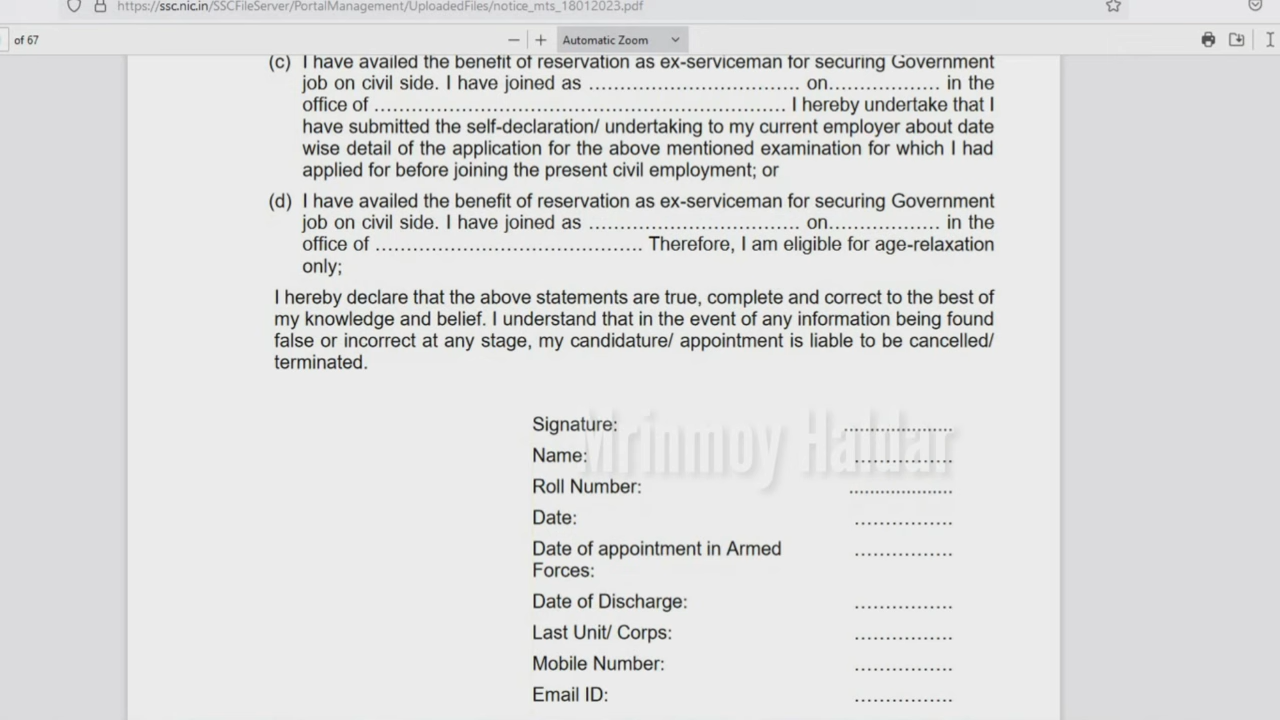 https://ssc.nic.in/SSCFileServer/PortalManagement/UploadedFiles/notice_mts_18012023.pdf
of 67
Automatic Zoom
(c) I have availed the benefit of reservation as ex-serviceman for securing Government
job on civil side. I have joined as .................................. on.................. in the
office of .................................................................. I hereby undertake that I
have submitted the self-declaration/ undertaking to my current employer about date
wise detail of the application for the above mentioned examination for which I had
applied for before joining the present civil employment; or
(d) I have availed the benefit of reservation as ex-serviceman for securing Government
job on civil side. I have joined as .................................. on.................. in the
office of ........................................... Therefore, I am eligible for age-relaxation
only;
I hereby declare that the above statements are true, complete and correct to the best of
my knowledge and belief. I understand that in the event of any information being found
false or incorrect at any stage, my candidature/ appointment is liable to be cancelled/
terminated.
Signature: .....................
Mrinmoy Haldar
Name: ................
Roll Number: ....................
Date: ................
Date of appointment in Armed ................
Forces:
Date of Discharge: ................
Last Unit/ Corps: ................
Mobile Number: ................
Email ID: ................